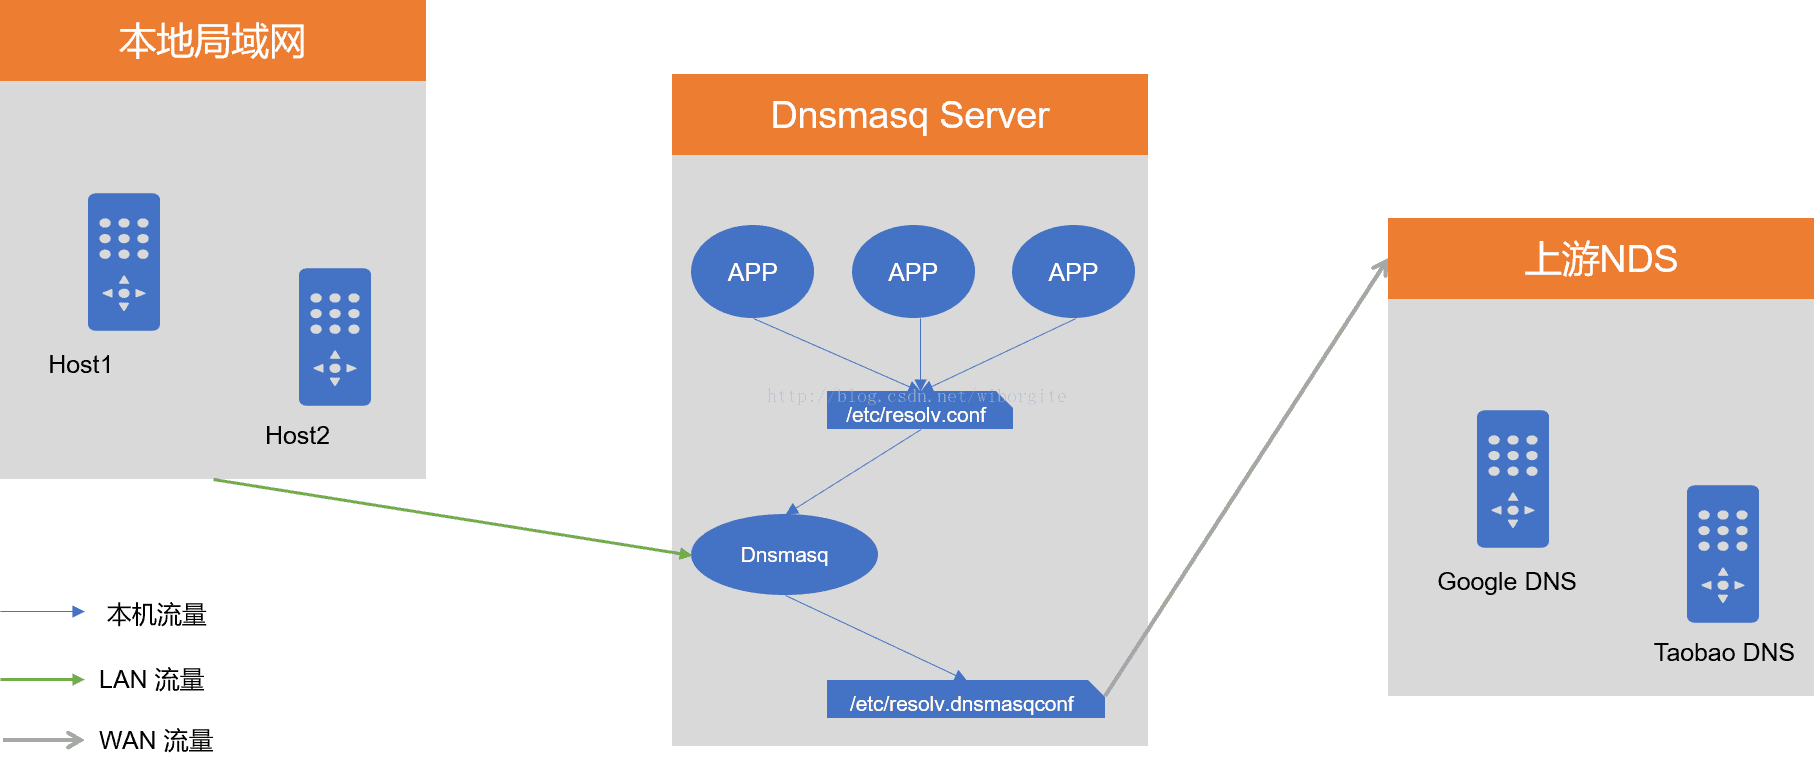 本地局域网
Host1
Host2
Dnsmasq Server
APP
APP
APP
http://blog.csdn.net/wiborgite
/etc/resolv.conf
Dnsmasq
/etc/resolv.dnsmasqconf
上游NDS
Google DNS
Taobao DNS
本机流量
LAN 流量
WAN 流量